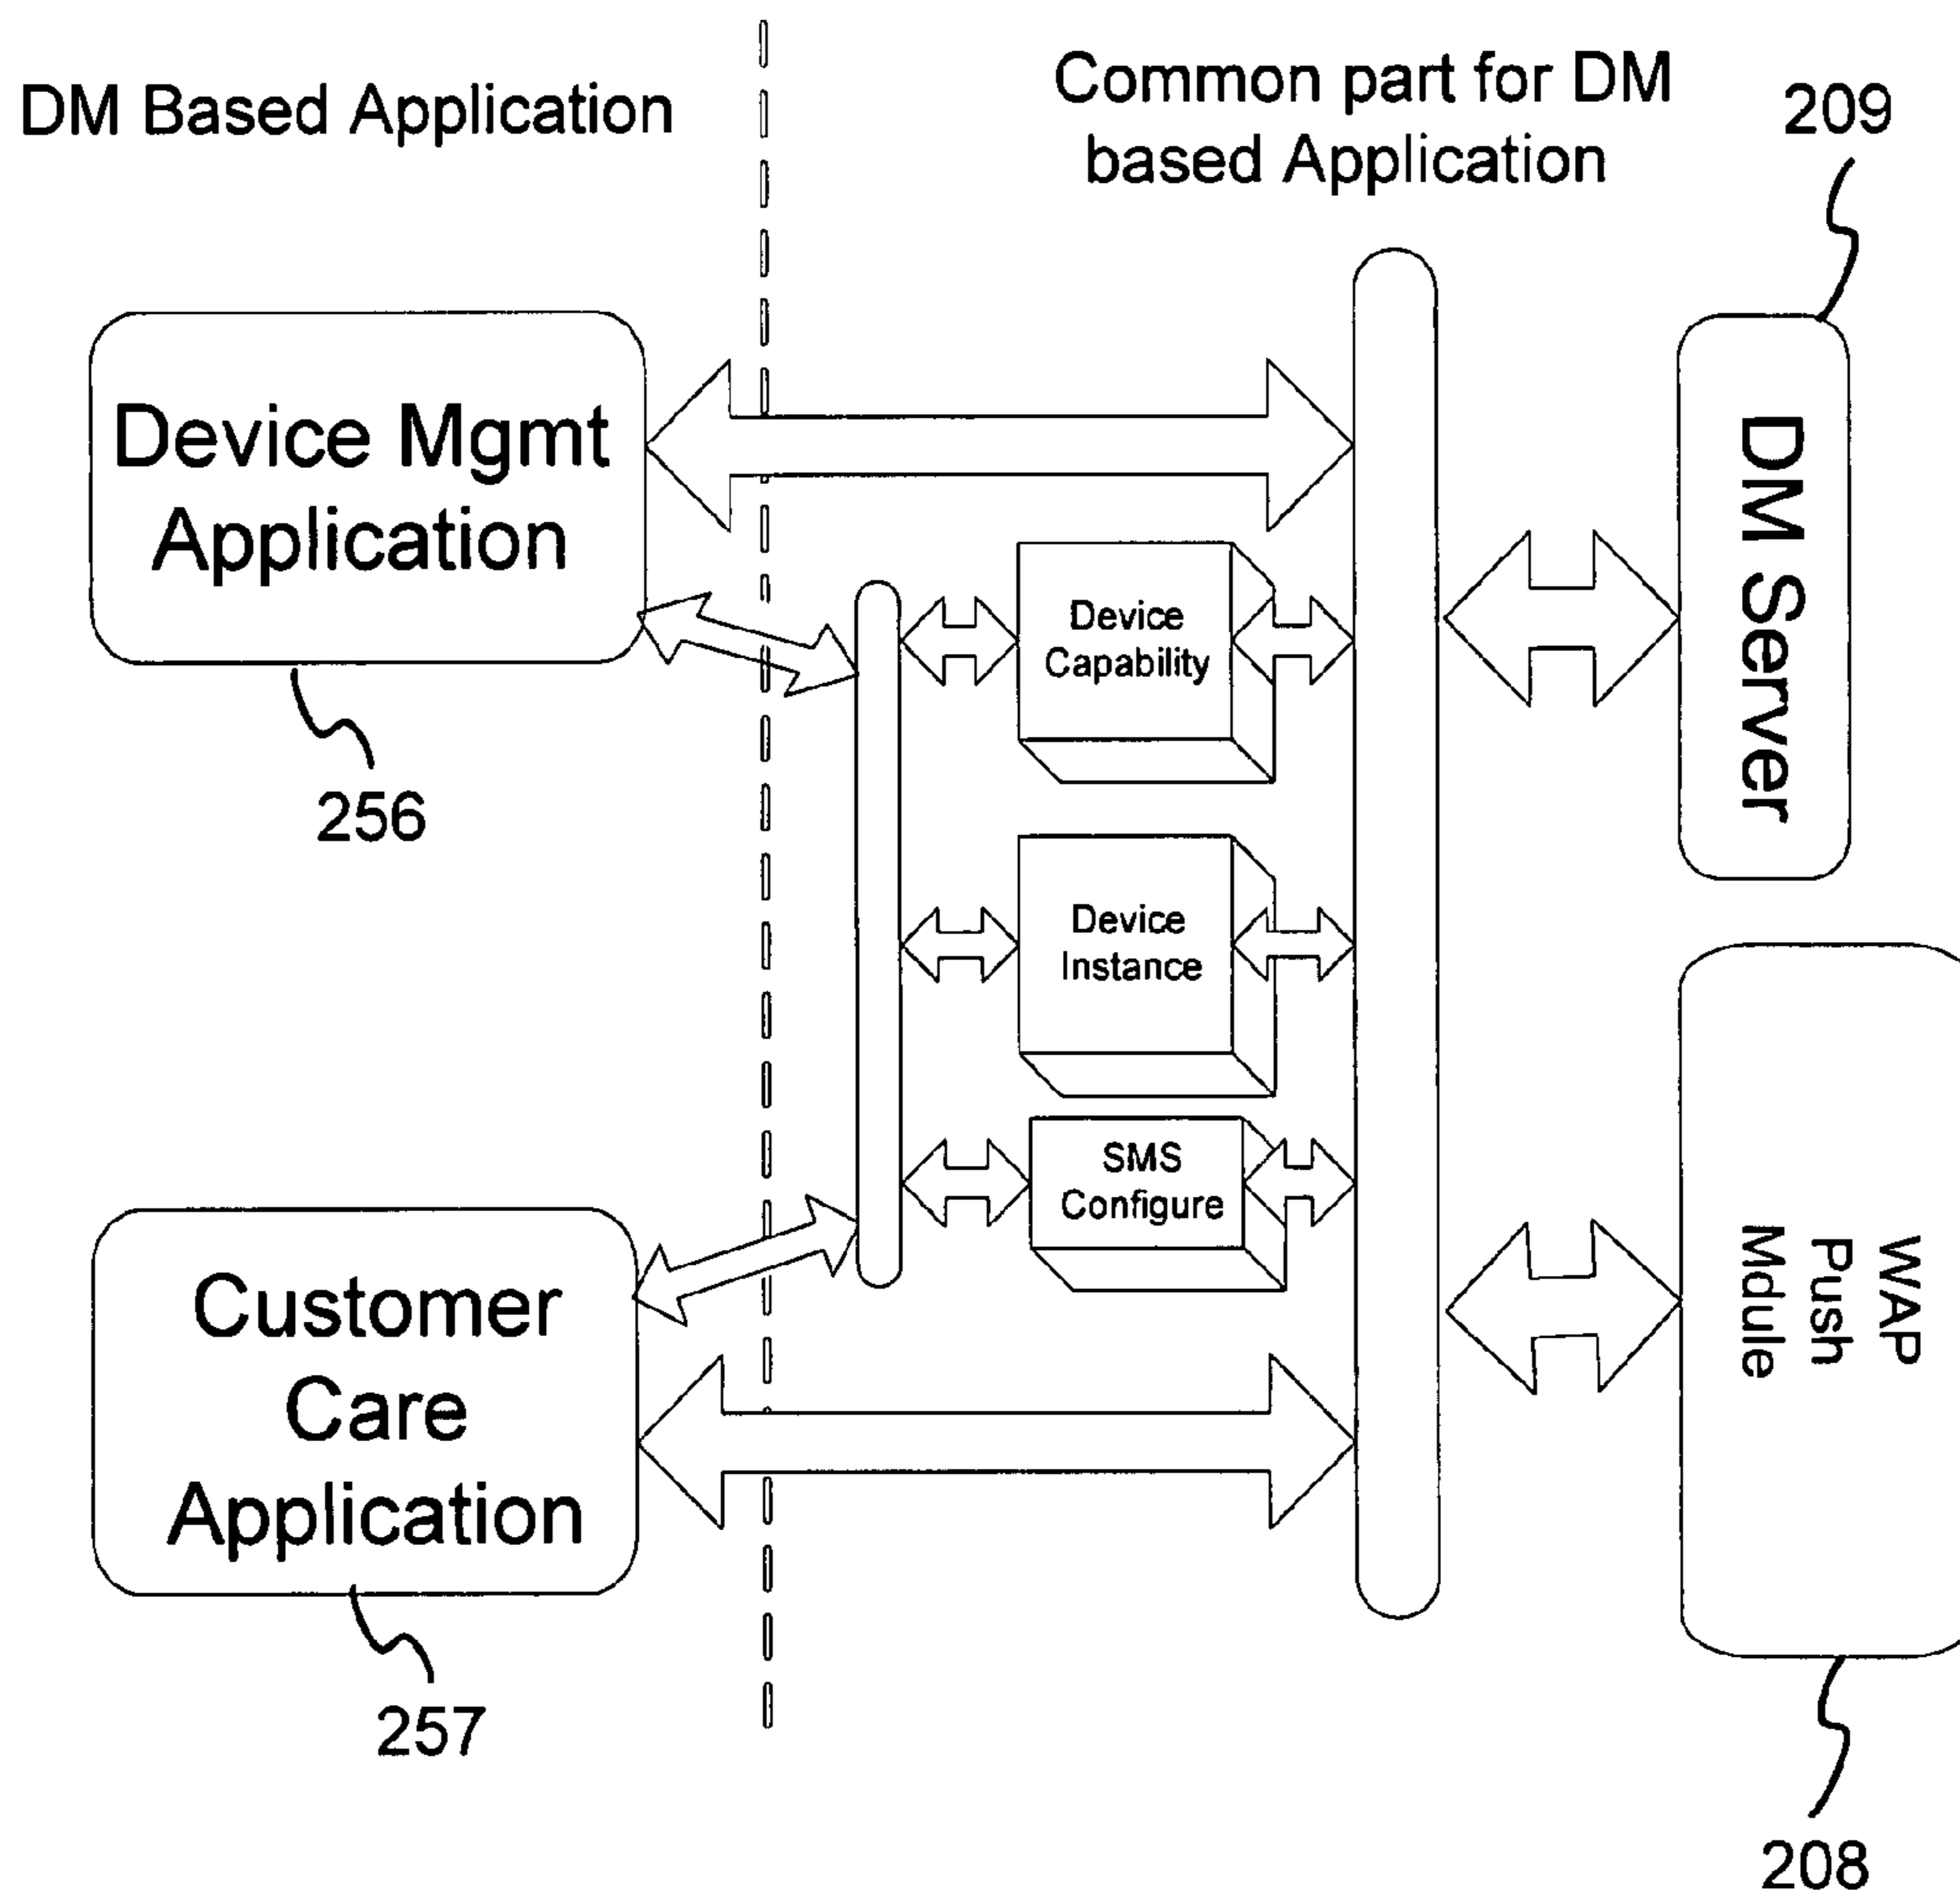 DM Based Application
Common part for DM
based Application
209
Device Mgmt
Application
256
Device
Capability
Device
Instance
SMS
Configure
DM Server
Customer
Care
Application
257
WAP
Push
Mdule
208